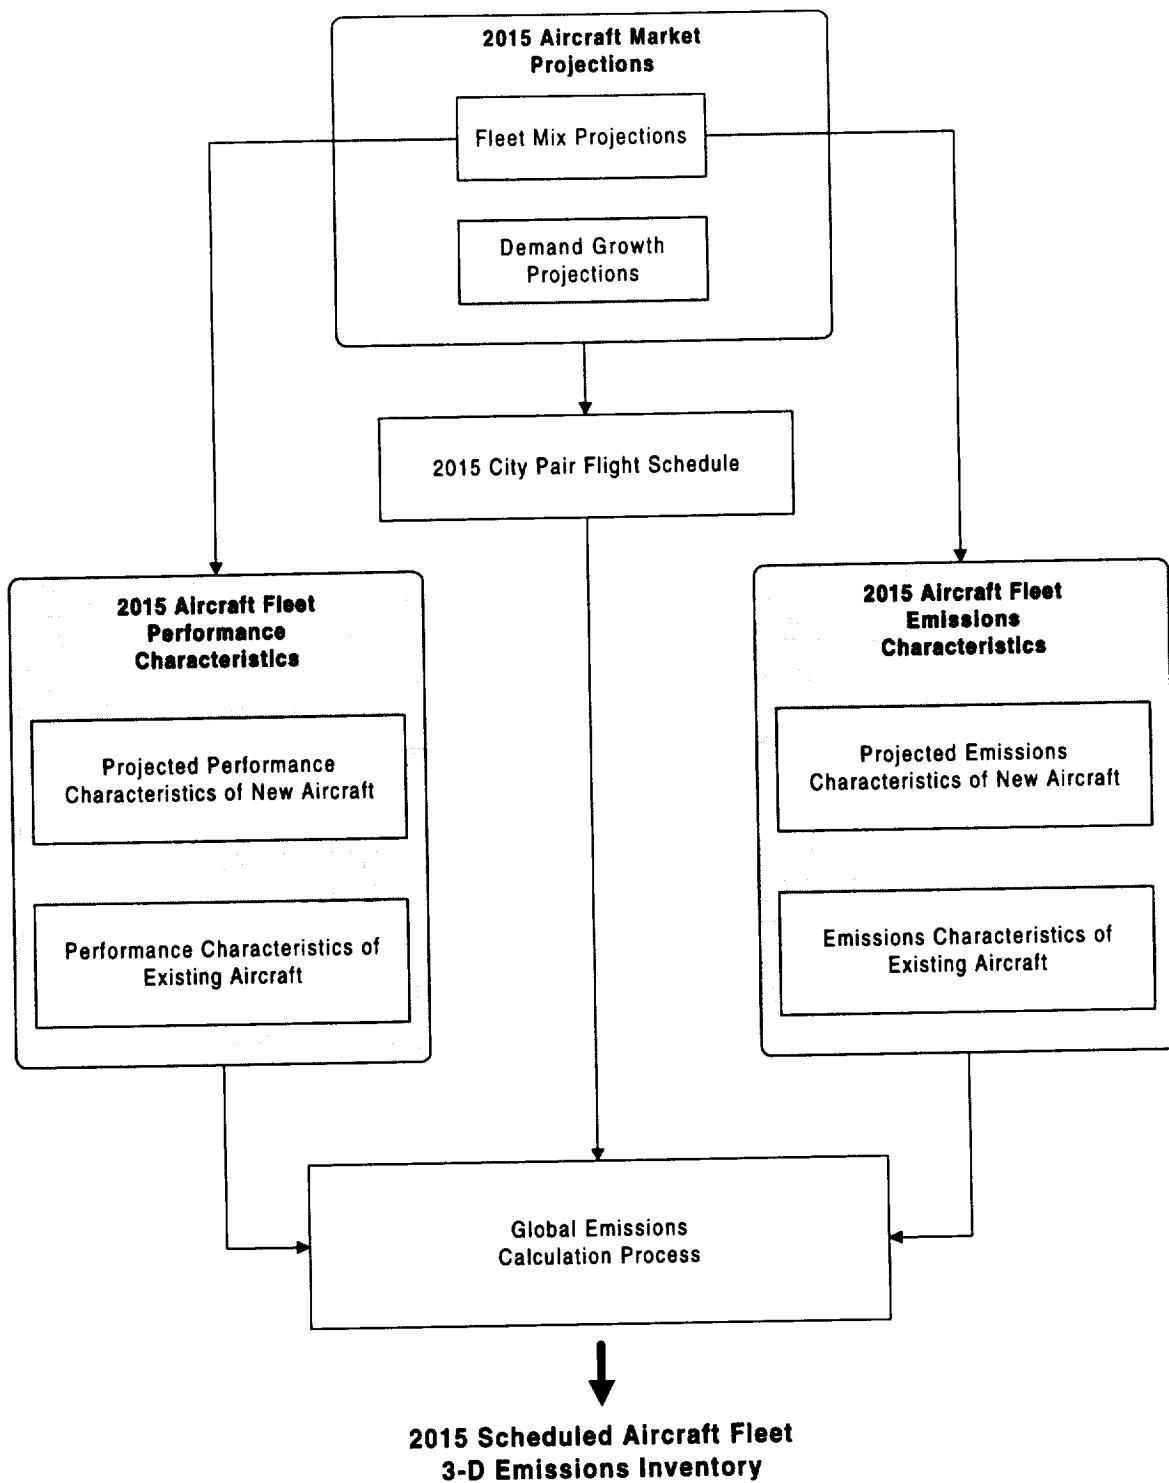 2015 Aircraft Market
Projections
Fleet Mix Projections
Demand Growth
Projections
2015 City Pair Flight Schedule
2015 Aircraft Fleet
Performance
Characteristics
Projected Performance
Characteristics of New Aircraft
Performance Characteristics of
Existing Aircraft
2015 Aircraft Fleet
Emissions
Characteristics
Projected Emissions
Characteristics of New Aircraft
Emissions Characteristics of
Existing Aircraft
Global Emissions
Calculation Process
2015 Scheduled Aircraft Fleet
3-D Emissions Inventory